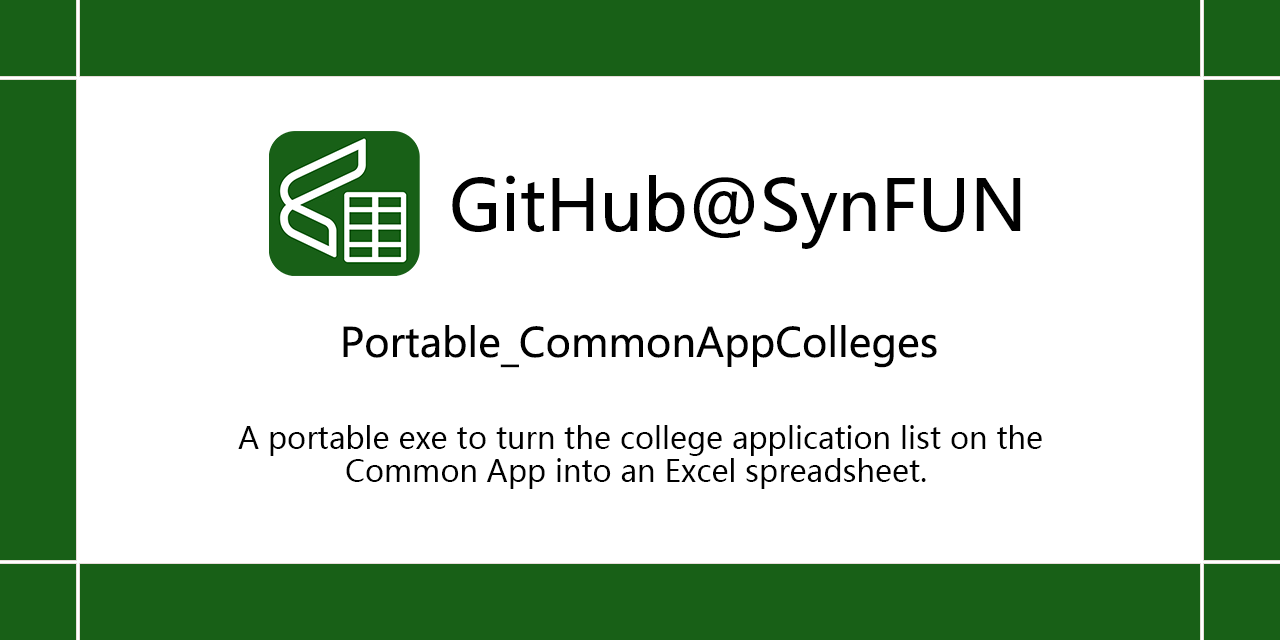 GitHub@SynFUN
Portable_CommonAppColleges
A portable exe to turn the college application list on the
Common App into an Excel spreadsheet.